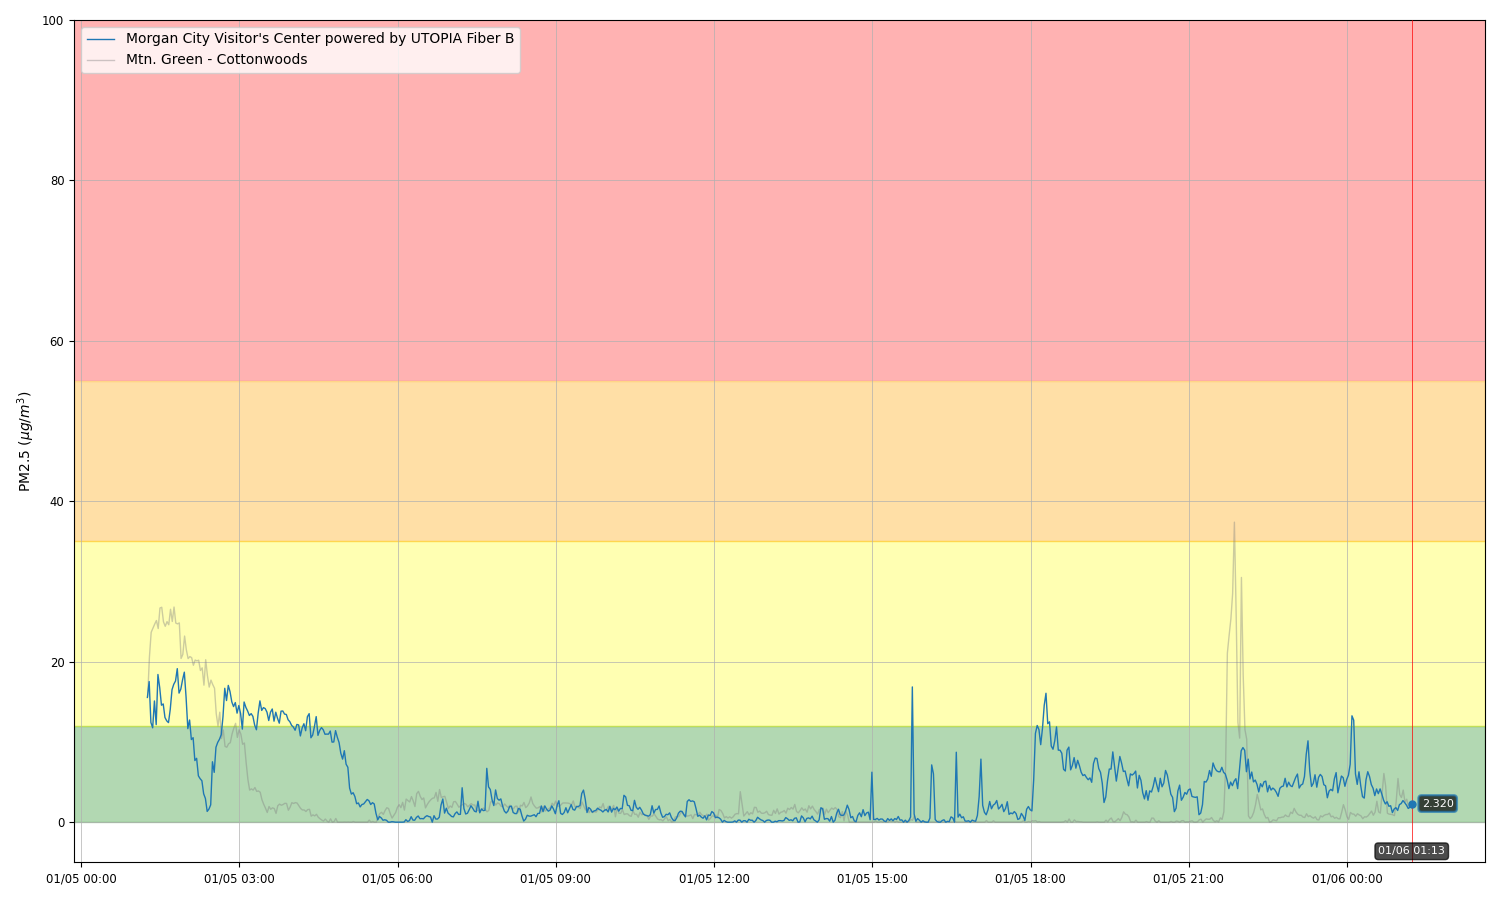 100
Morgan City Visitor's Center powered by UTOPIA Fiber B
Mtn. Green - Cottonwoods
80
60
PM2.5 (μg/m³)
40
20
2.320
0
01/06 01:13
01/05 00:00 01/05 03:00 01/05 06:00 01/05 09:00 01/05 12:00 01/05 15:00 01/05 18:00 01/05 21:00 01/06 00:00